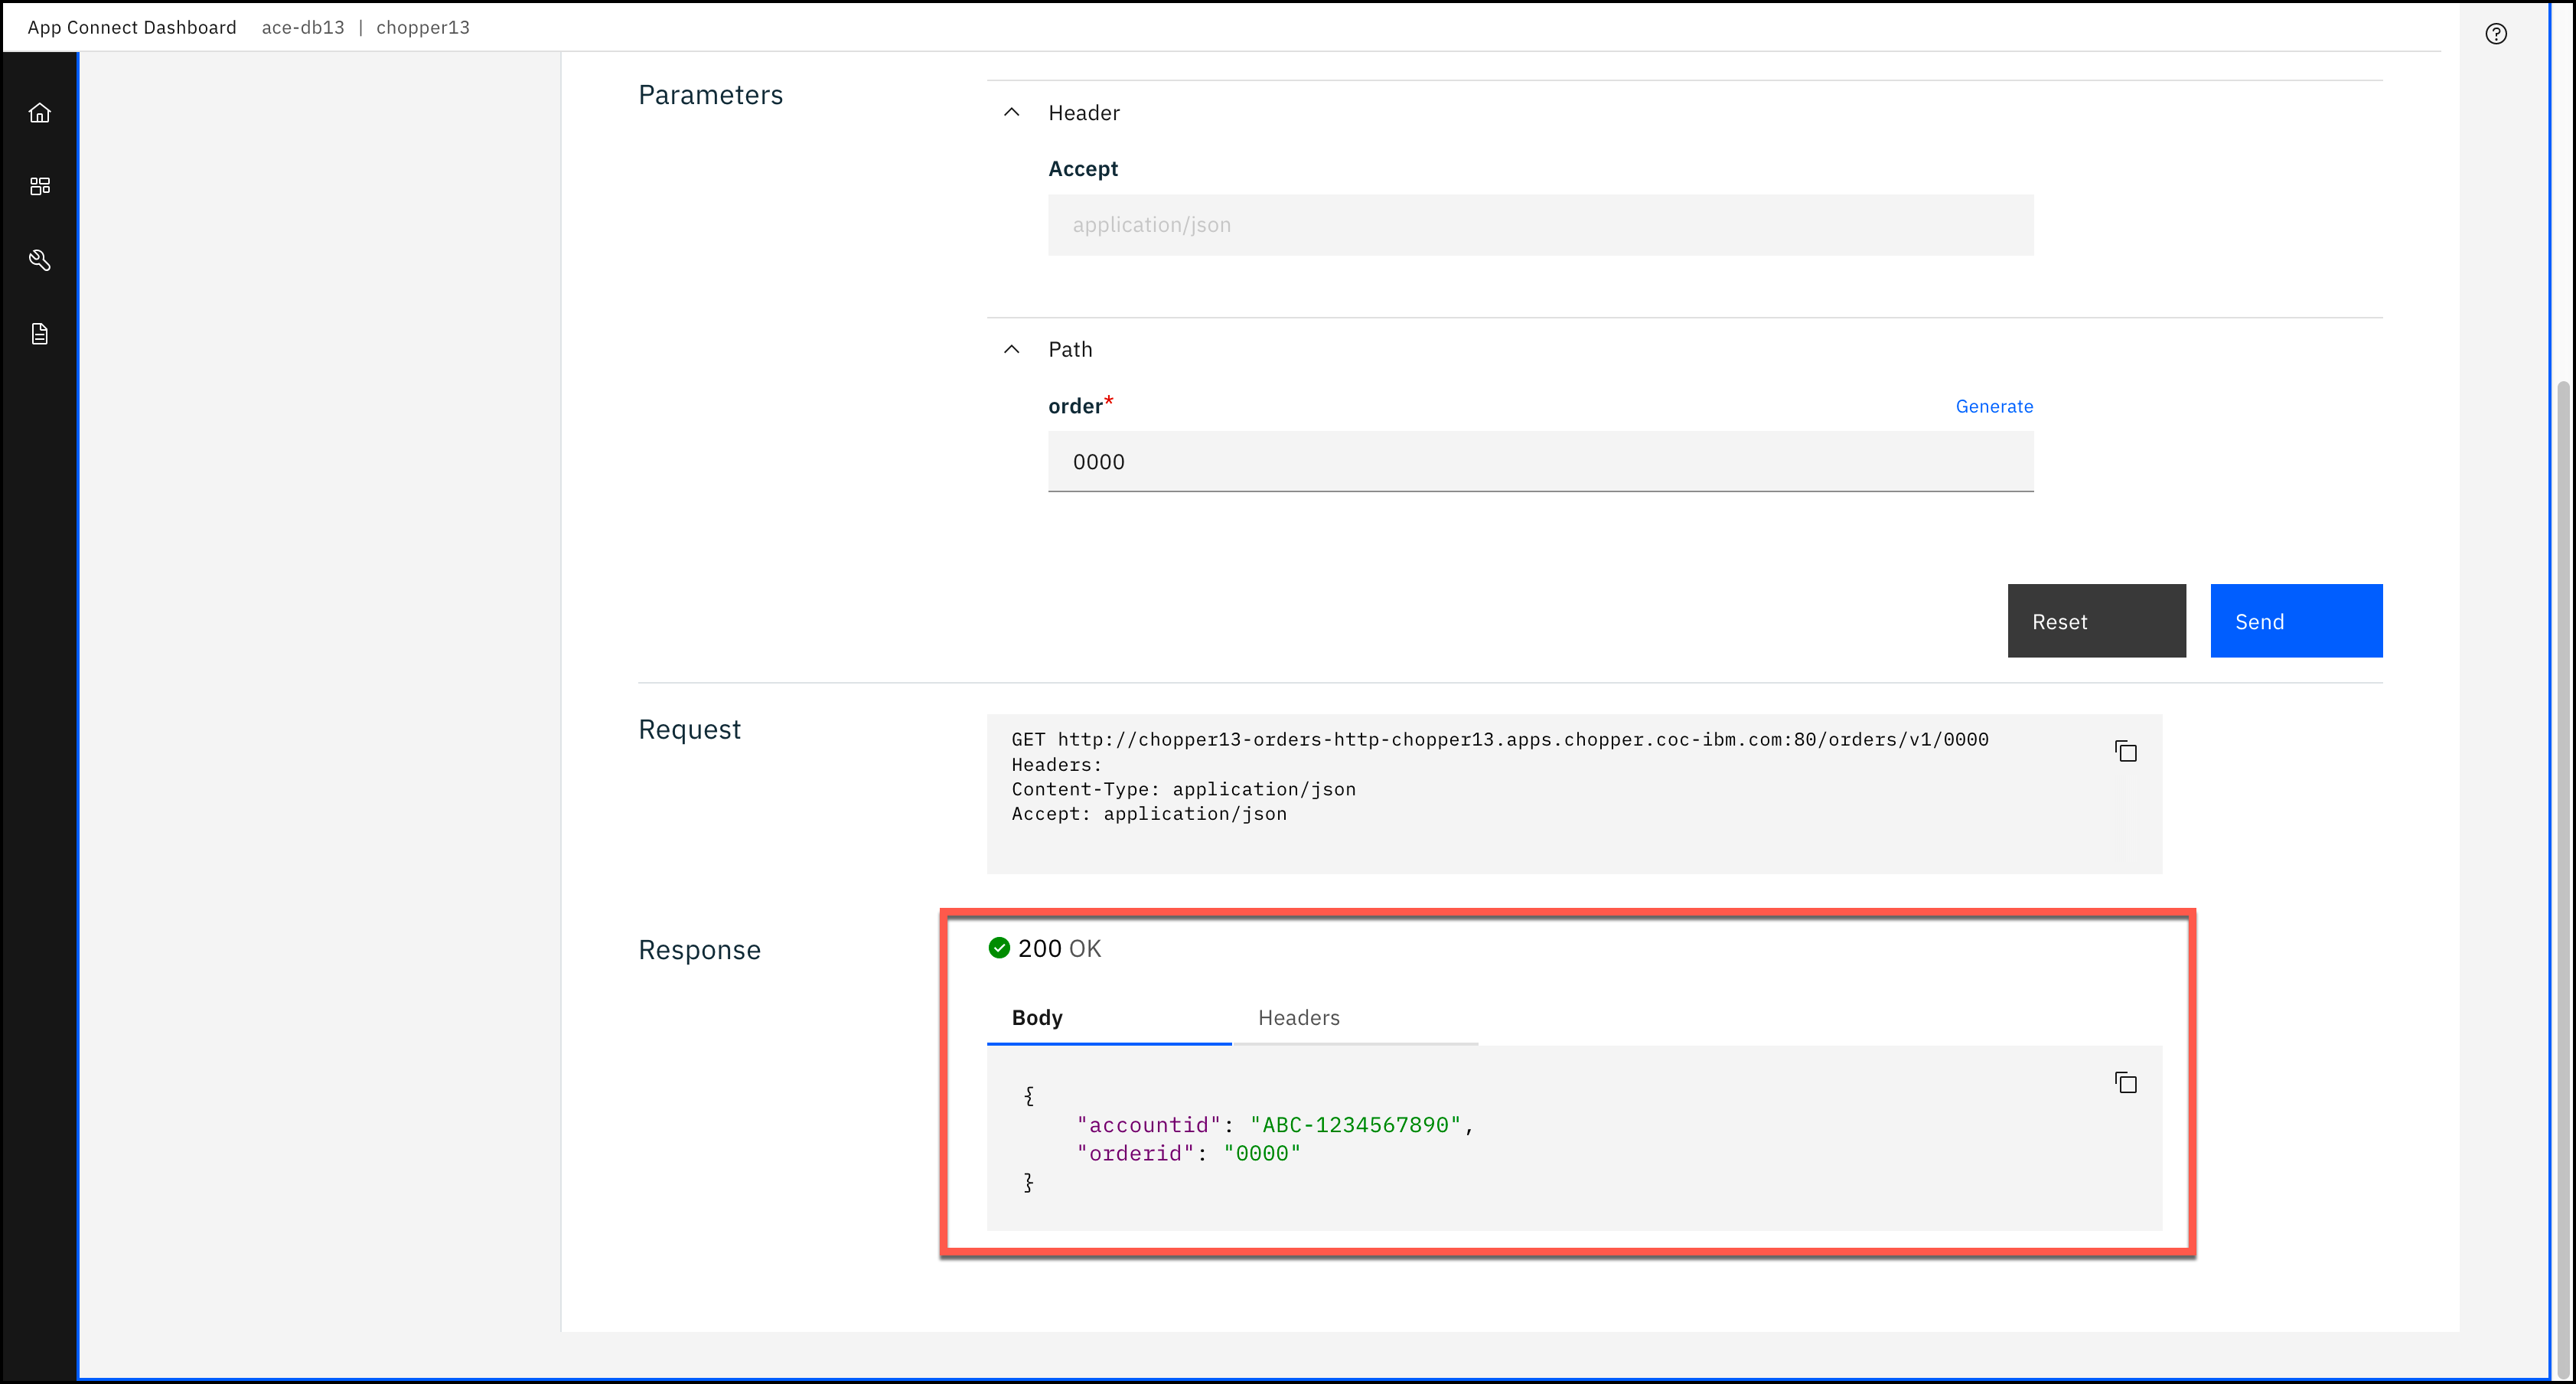 App Connect Dashboard ace-db13 | chopper13
Parameters
Header
Accept
application/json
Path
order*
Generate
0000
Reset
Send
Request
GET http://chopper13-orders-http-chopper13.apps.chopper.coc-ibm.com:80/orders/v1/0000
Headers:
Content-Type: application/json
Accept: application/json
Response
200 OK
Body
Headers
{
"accountid": "ABC-1234567890",
"orderid": "0000"
}